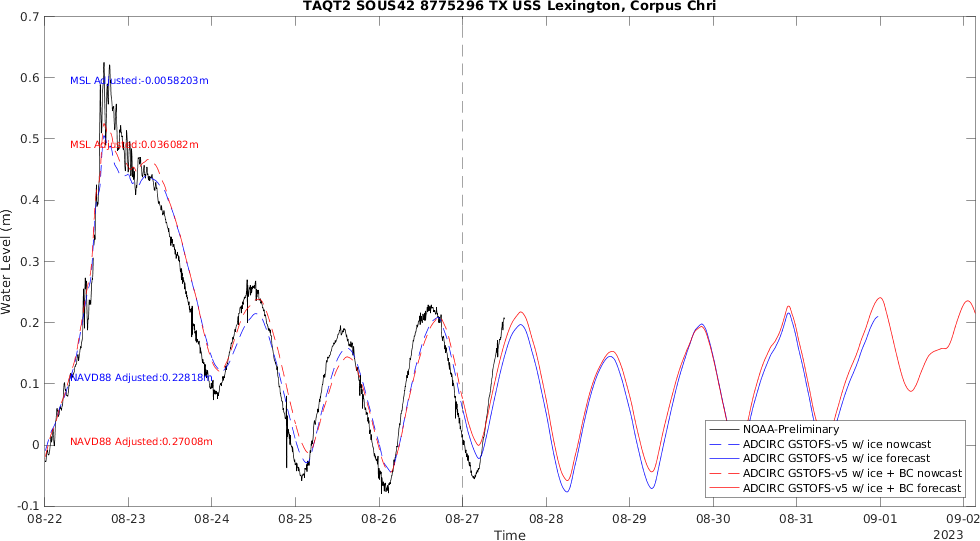 TAQT2 SOUS42 8775296 TX USS Lexington, Corpus Chri
0.7
0.6
0.5
0.4
0.3
0.2
0.1
0
-0.1
Water Level (m)
MSL Adjusted:-0.0058203m
MSL Adjusted:0.036082m
NAVD88 Adjusted:0.22818m
NAVD88 Adjusted:0.27008m
NOAA-Preliminary
ADCIRC GSTOFS-v5 w/ ice nowcast
ADCIRC GSTOFS-v5 w/ ice forecast
ADCIRC GSTOFS-v5 w/ ice + BC nowcast
ADCIRC GSTOFS-v5 w/ ice + BC forecast
08-22 08-23 08-24 08-25 08-26 08-27 08-28 08-29 08-30 08-31 09-01 09-02
Time
2023